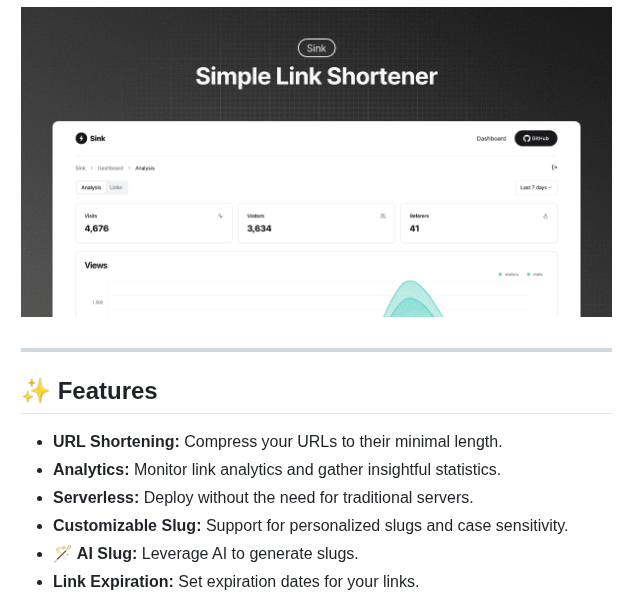 Sink
Simple Link Shortener
Sink
Dashboard
GitHub
Sink > Dashboard > Analysis
Analysis Links
Last 7 days
Visits
4,676
Visitors
3,634
Referers
41
Views
visitors visits
1,500
✨ Features
• URL Shortening: Compress your URLs to their minimal length.
• Analytics: Monitor link analytics and gather insightful statistics.
• Serverless: Deploy without the need for traditional servers.
• Customizable Slug: Support for personalized slugs and case sensitivity.
• 🪄 AI Slug: Leverage AI to generate slugs.
• Link Expiration: Set expiration dates for your links.